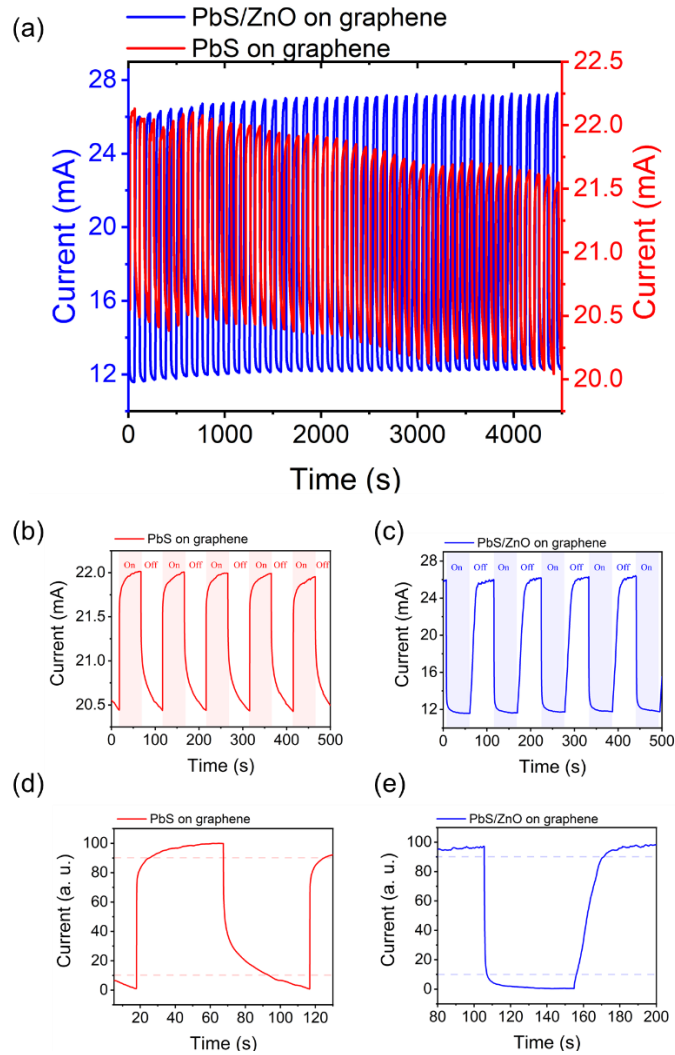 (a)
PbS/ZnO on graphene
PbS on graphene
28
24
20
16
12
Current (mA)
22.5
22.0
21.5
21.0
20.5
20.0
Current (mA)
0 1000 2000 3000 4000
Time (s)
(b)
PbS on graphene
On Off On Off On Off On Off On Off
22.0
21.5
21.0
20.5
Current (mA)
0 100 200 300 400 500
Time (s)
(c)
PbS/ZnO on graphene
On Off On Off On Off On Off On
28
24
20
16
12
Current (mA)
0 100 200 300 400 500
Time (s)
(d)
PbS on graphene
100
80
60
40
20
0
Current (a. u.)
20 40 60 80 100 120
Time (s)
(e)
PbS/ZnO on graphene
100
80
60
40
20
0
Current (a. u.)
80 100 120 140 160 180 200
Time (s)